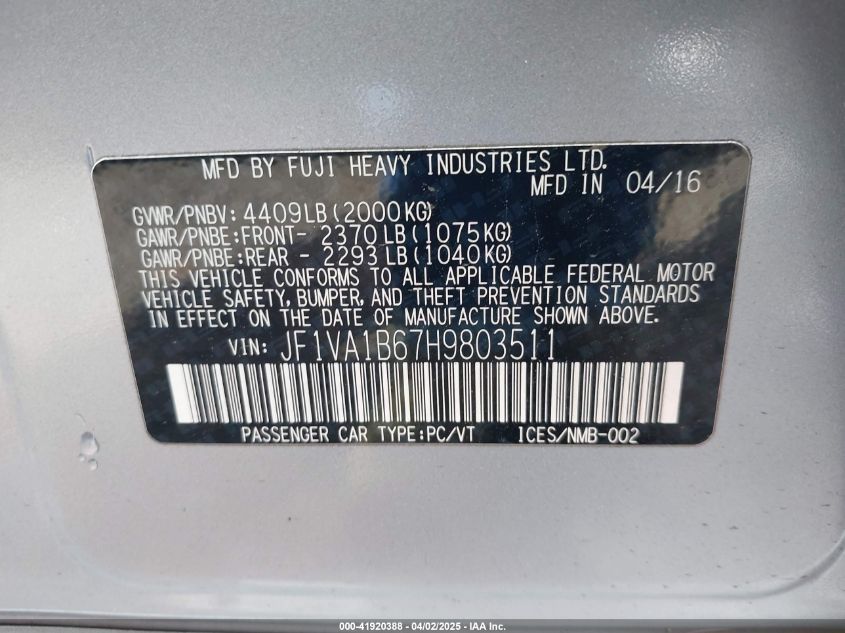 MFD BY FUJI HEAVY INDUSTRIES LTD.
MFD IN 04/16
GVWR/PNBV: 4409LB(2000KG)
GAWR/PNBE:FRONT- 2370LB(1075KG)
GAWR/PNBE:REAR - 2293LB(1040KG)
THIS VEHICLE CONFORMS TO ALL APPLICABLE FEDERAL MOTOR
VEHICLE SAFETY, BUMPER, AND THEFT PREVENTION STANDARDS
IN EFFECT ON THE DATE OF MANUFACTURE SHOWN ABOVE.
VIN: JF1VA1B67H9803511
PASSENGER CAR TYPE:PC/VT ICES/NMB-002
000-41920388 - 04/02/2025 - IAA Inc.